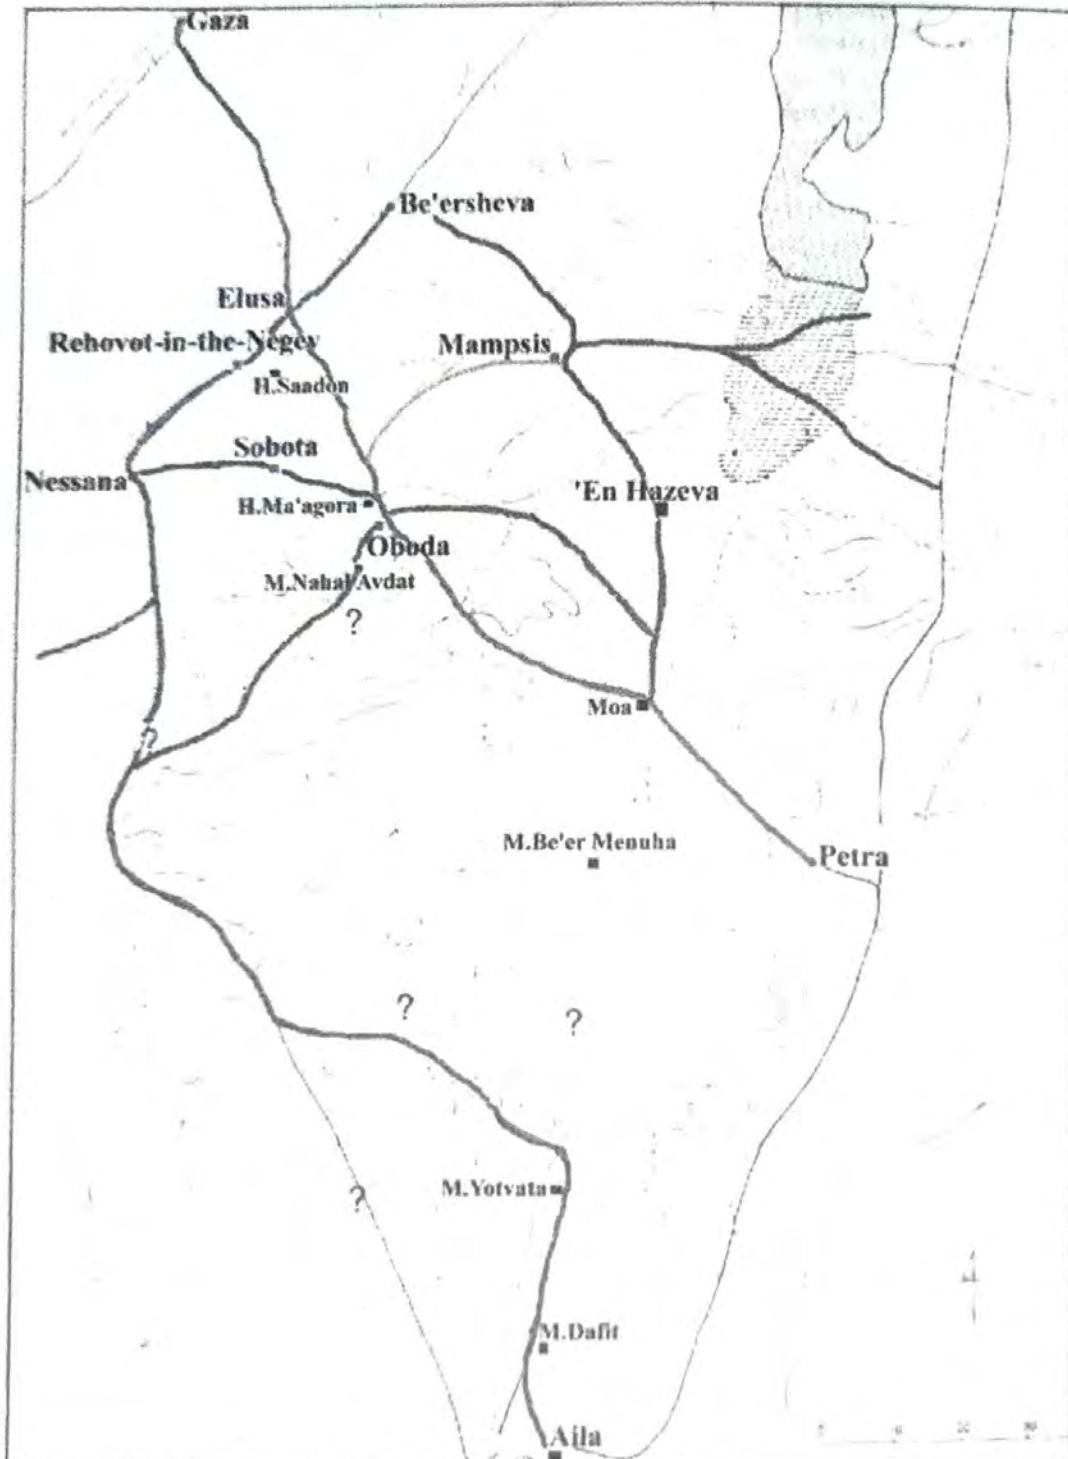 Gaza
Be'ersheva
Elusa
Rehovot-in-the-Negev
Mampsis
H.Saadon
Sobota
Nessana
'En Hazeva
H.Ma'agora
Oboda
M.Nahal Avdat
?
Moa
?
M.Be'er Menuha
Petra
?
?
M.Yotvata
?
M.Dafit
Aila